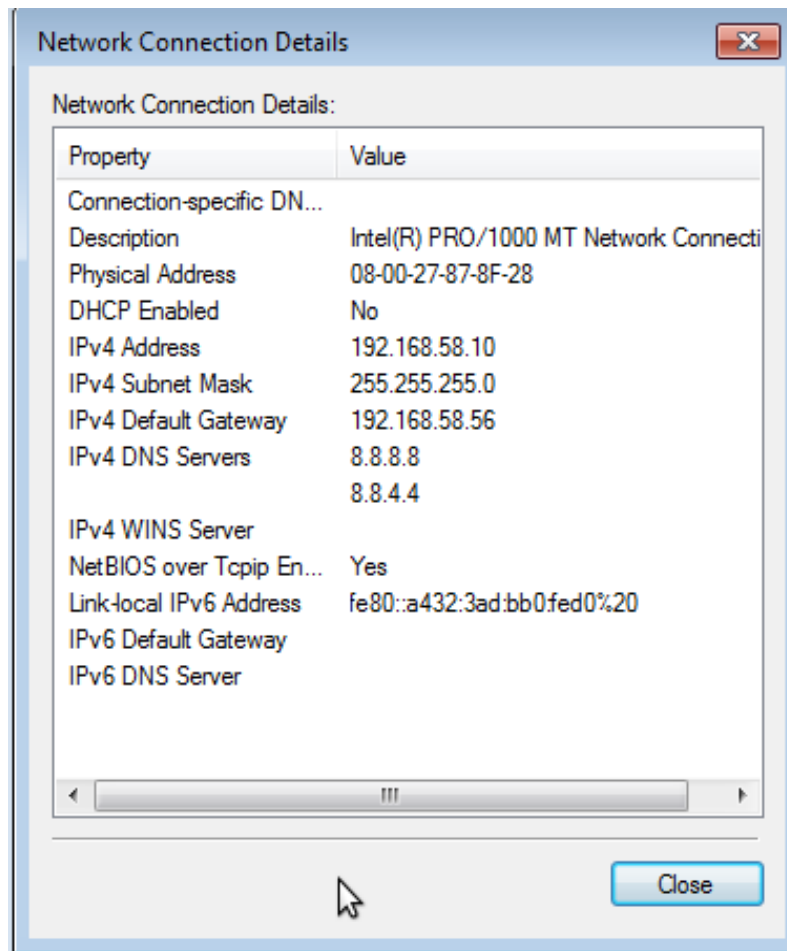 Network Connection Details
Network Connection Details:
Property Value
Connection-specific DN...
Description Intel(R) PRO/1000 MT Network Connecti
Physical Address 08-00-27-87-8F-28
DHCP Enabled No
IPv4 Address 192.168.58.10
IPv4 Subnet Mask 255.255.255.0
IPv4 Default Gateway 192.168.58.56
IPv4 DNS Servers 8.8.8.8
8.8.4.4
IPv4 WINS Server
NetBIOS over Tcpip En... Yes
Link-local IPv6 Address fe80::a432:3ad:bb0:fed0%20
IPv6 Default Gateway
IPv6 DNS Server
Close